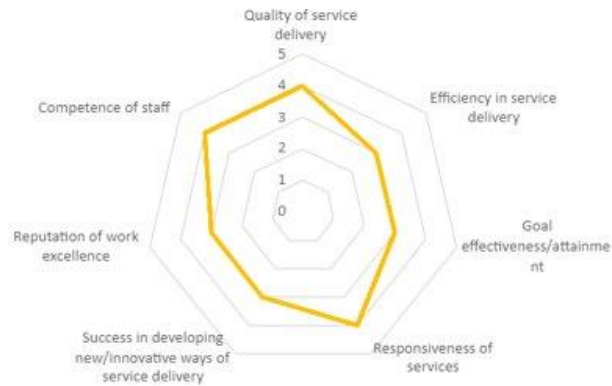 Quality of service
delivery
5
4
3
2
1
0
Efficiency in service
delivery
Goal
effectiveness/attainme
nt
Responsiveness of
services
Success in developing
new/innovative ways of
service delivery
Reputation of work
excellence
Competence of staff